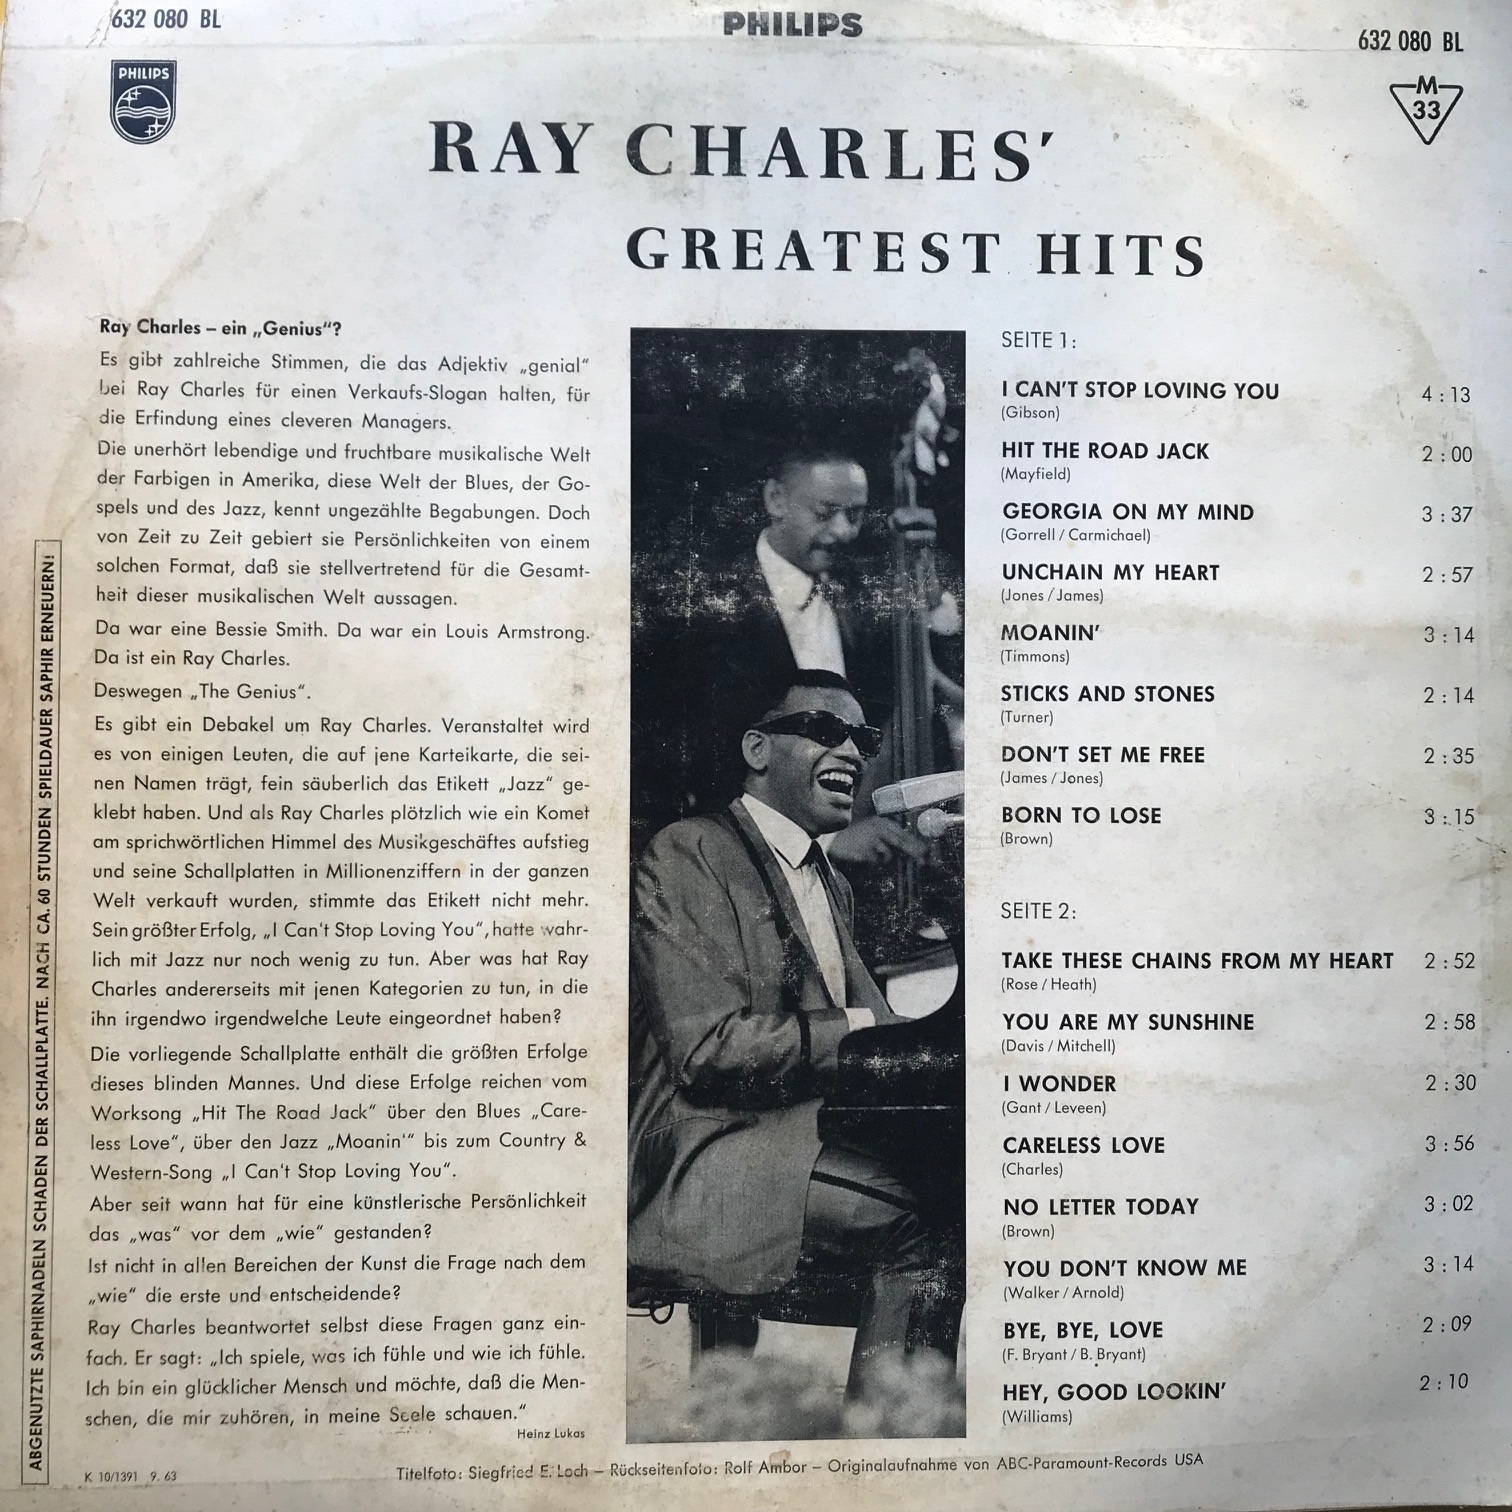 632 080 BL
PHILIPS
632 080 BL
PHILIPS
M
33
RAY CHARLES'
GREATEST HITS
Ray Charles – ein „Genius“?
Es gibt zahlreiche Stimmen, die das Adjektiv „genial“
bei Ray Charles für einen Verkaufs-Slogan halten, für
die Erfindung eines cleveren Managers.
Die unerhört lebendige und fruchtbare musikalische Welt
der Farbigen in Amerika, diese Welt der Blues, der Go-
spels und des Jazz, kennt ungezählte Begabungen. Doch
von Zeit zu Zeit gebiert sie Persönlichkeiten von einem
solchen Format, daß sie stellvertretend für die Gesamt-
heit dieser musikalischen Welt aussagen.
Da war eine Bessie Smith. Da war ein Louis Armstrong.
Da ist ein Ray Charles.
Deswegen „The Genius“.
Es gibt ein Debakel um Ray Charles. Veranstaltet wird
es von einigen Leuten, die auf jene Karteikarte, die sei-
nen Namen trägt, fein säuberlich das Etikett „Jazz“ ge-
klebt haben. Und als Ray Charles plötzlich wie ein Komet
am sprichwörtlichen Himmel des Musikgeschäftes aufstieg
und seine Schallplatten in Millionenziffern in der ganzen
Welt verkauft wurden, stimmte das Etikett nicht mehr.
Sein größter Erfolg, „I Can't Stop Loving You“, hatte wahr-
lich mit Jazz nur noch wenig zu tun. Aber was hat Ray
Charles andererseits mit jenen Kategorien zu tun, in die
ihn irgendwo irgendwelche Leute eingeordnet haben?
Die vorliegende Schallplatte enthält die größten Erfolge
dieses blinden Mannes. Und diese Erfolge reichen vom
Worksong „Hit The Road Jack“ über den Blues „Care-
less Love“, über den Jazz „Moanin'“ bis zum Country &
Western-Song „I Can't Stop Loving You“.
Aber seit wann hat für eine künstlerische Persönlichkeit
das „was“ vor dem „wie“ gestanden?
Ist nicht in allen Bereichen der Kunst die Frage nach dem
„wie“ die erste und entscheidende?
Ray Charles beantwortet selbst diese Fragen ganz ein-
fach. Er sagt: „Ich spiele, was ich fühle und wie ich fühle.
Ich bin ein glücklicher Mensch und möchte, daß die Men-
schen, die mir zuhören, in meine Seele schauen.“
Heinz Lukas
SEITE 1:
I CAN'T STOP LOVING YOU 4 : 13
(Gibson)
HIT THE ROAD JACK 2 : 00
(Mayfield)
GEORGIA ON MY MIND 3 : 37
(Gorrell / Carmichael)
UNCHAIN MY HEART 2 : 57
(Jones / James)
MOANIN' 3 : 14
(Timmons)
STICKS AND STONES 2 : 14
(Turner)
DON'T SET ME FREE 2 : 35
(James / Jones)
BORN TO LOSE 3 : 15
(Brown)
SEITE 2:
TAKE THESE CHAINS FROM MY HEART 2 : 52
(Rose / Heath)
YOU ARE MY SUNSHINE 2 : 58
(Davis / Mitchell)
I WONDER 2 : 30
(Gant / Leveen)
CARELESS LOVE 3 : 56
(Charles)
NO LETTER TODAY 3 : 02
(Brown)
YOU DON'T KNOW ME 3 : 14
(Walker / Arnold)
BYE, BYE, LOVE 2 : 09
(F. Bryant / B. Bryant)
HEY, GOOD LOOKIN' 2 : 10
(Williams)
ABGENUTZTE SAPHIRNADELN SCHADEN DER SCHALLPLATTE. NACH CA. 60 STUNDEN SPIELDAUER SAPHIR ERNEUERN!
K 10/1391 9. 63
Titelfoto: Siegfried E. Loch – Rückseitenfoto: Rolf Ambor – Originalaufnahme von ABC-Paramount-Records USA